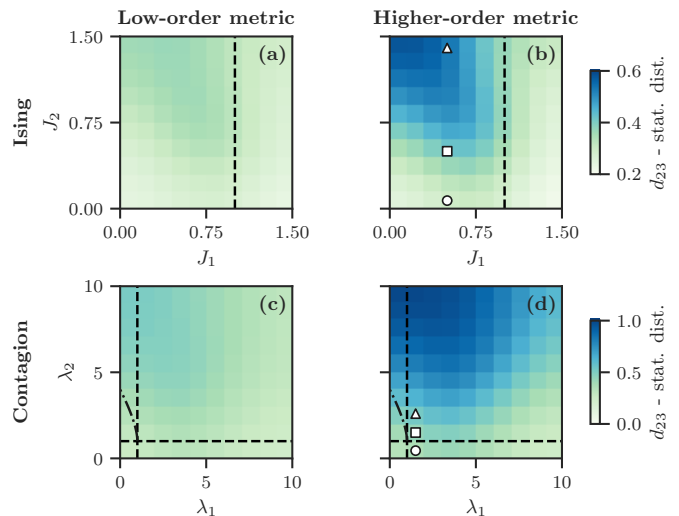 Low-order metric
Higher-order metric
Ising
1.50
0.75
0.00
J₂
(a)
0.00 0.75 1.50
J₁
(b)
0.00 0.75 1.50
J₁
0.6
0.4
0.2
d₂₃ - stat. dist.
Contagion
10
5
0
λ₂
(c)
0 5 10
λ₁
(d)
0 5 10
λ₁
1.0
0.5
0.0
d₂₃ - stat. dist.